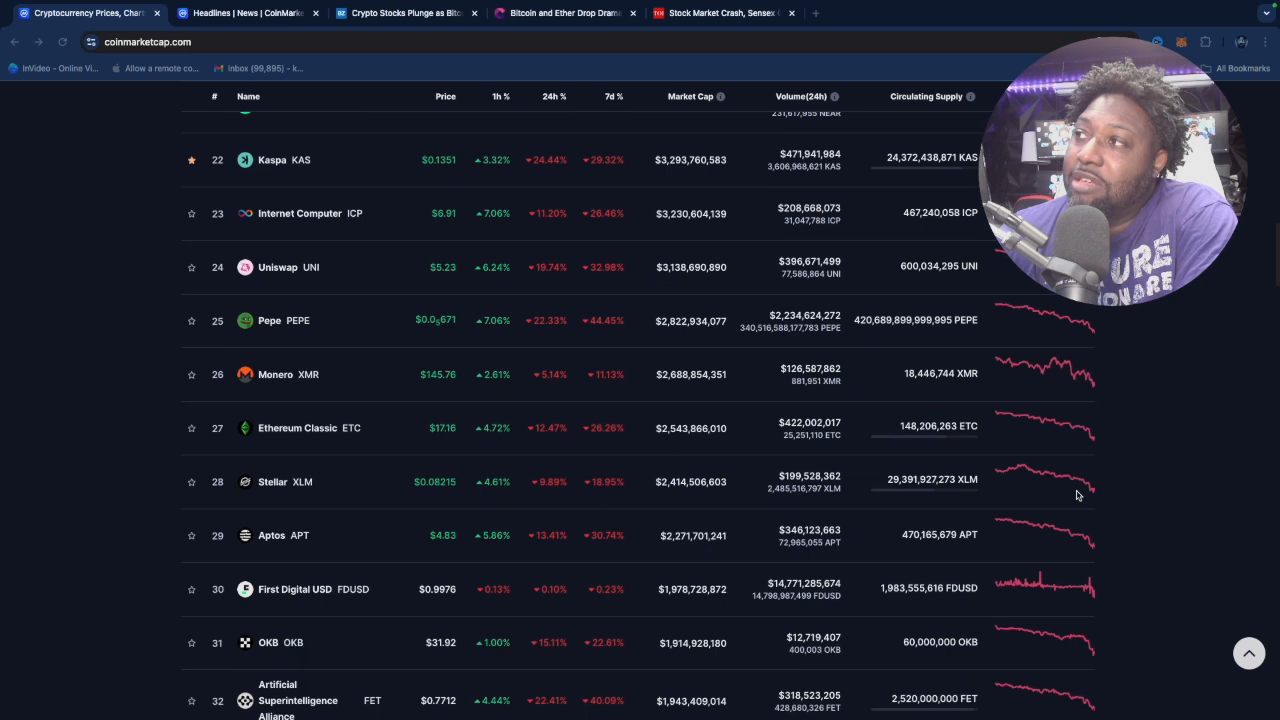 Cryptocurrency Prices, Chart
Headlines | News | CoinMarke
Crypto Stocks Plunge as Bitc
Bitcoin and Ether Drop Drama
Stock Market Crash, Sensex
coinmarketcap.com
InVideo - Online Vi...
Allow a remote co...
Inbox (99,895) - k...
All Bookmarks
# Name Price 1h % 24h % 7d % Market Cap Volume(24h) Circulating Supply
231,617,955 NEAR
22 Kaspa KAS $0.1351 3.32% 24.44% 29.32% $3,293,760,583 $471,941,984 24,372,438,871 KAS
3,606,968,621 KAS
23 Internet Computer ICP $6.91 7.06% 11.20% 26.46% $3,230,604,139 $208,668,073 467,240,058 ICP
31,047,788 ICP
24 Uniswap UNI $5.23 6.24% 19.74% 32.98% $3,138,690,890 $396,671,499 600,034,295 UNI
77,586,864 UNI
25 Pepe PEPE $0.0₅671 7.06% 22.33% 44.45% $2,822,934,077 $2,234,624,272 420,689,899,999,995 PEPE
340,516,588,177,783 PEPE
26 Monero XMR $145.76 2.61% 5.14% 11.13% $2,688,854,351 $126,587,862 18,446,744 XMR
881,951 XMR
27 Ethereum Classic ETC $17.16 4.72% 12.47% 26.26% $2,543,866,010 $422,002,017 148,206,263 ETC
25,251,110 ETC
28 Stellar XLM $0.08215 4.61% 9.89% 18.95% $2,414,506,603 $199,528,362 29,391,927,273 XLM
2,485,516,797 XLM
29 Aptos APT $4.83 5.86% 13.41% 30.74% $2,271,701,241 $346,123,663 470,165,679 APT
72,965,055 APT
30 First Digital USD FDUSD $0.9976 0.13% 0.10% 0.23% $1,978,728,872 $14,771,285,674 1,983,555,616 FDUSD
14,798,987,499 FDUSD
31 OKB OKB $31.92 1.00% 15.11% 22.61% $1,914,928,180 $12,719,407 60,000,000 OKB
400,003 OKB
32 Artificial
Superintelligence
Alliance FET $0.7712 4.44% 22.41% 40.09% $1,943,409,014 $318,523,205 2,520,000,000 FET
428,680,326 FET